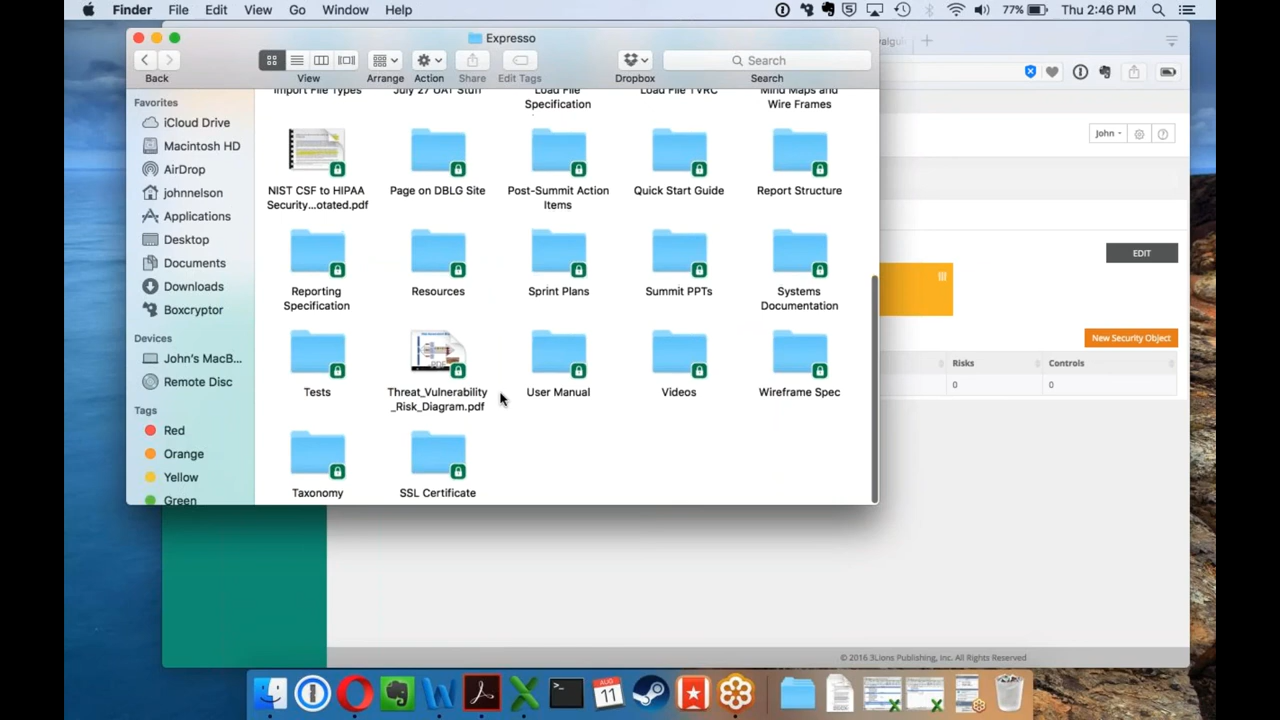 Finder File Edit View Go Window Help
77% Thu 2:46 PM
Expresso
Back View Arrange Action Share Edit Tags Dropbox Search
Search
Favorites
iCloud Drive
Macintosh HD
AirDrop
johnnelson
Applications
Desktop
Documents
Downloads
Boxcryptor
Devices
John's MacB...
Remote Disc
Tags
Red
Orange
Yellow
Green
Import File Types
July 27 UAT Stuff
Load File
Specification
Load File TVRC
Mind Maps and
Wire Frames
NIST CSF to HIPAA
Security...otated.pdf
Page on DBLG Site
Post-Summit Action
Items
Quick Start Guide
Report Structure
Reporting
Specification
Resources
Sprint Plans
Summit PPTs
Systems
Documentation
Tests
Threat_Vulnerability
_Risk_Diagram.pdf
User Manual
Videos
Wireframe Spec
Taxonomy
SSL Certificate
John
EDIT
New Security Object
Risks Controls
0 0
© 2016 3Lions Publishing, Inc. All Rights Reserved
AUG
11